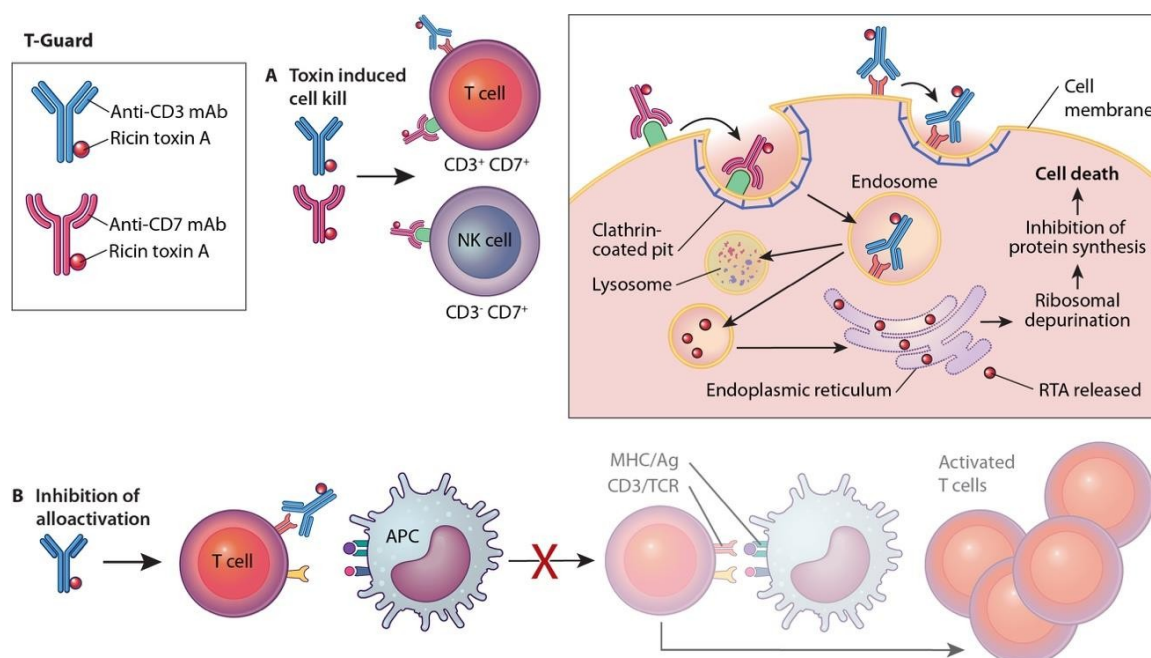 T-Guard
Anti-CD3 mAb
Ricin toxin A
Anti-CD7 mAb
Ricin toxin A
A Toxin induced
cell kill
T cell
CD3⁺ CD7⁺
NK cell
CD3⁻ CD7⁺
Cell
membrane
Clathrin-
coated pit
Endosome
Lysosome
Cell death
Inhibition of
protein synthesis
Ribosomal
depurination
Endoplasmic reticulum
RTA released
B Inhibition of
alloactivation
T cell
APC
X
MHC/Ag
CD3/TCR
Activated
T cells